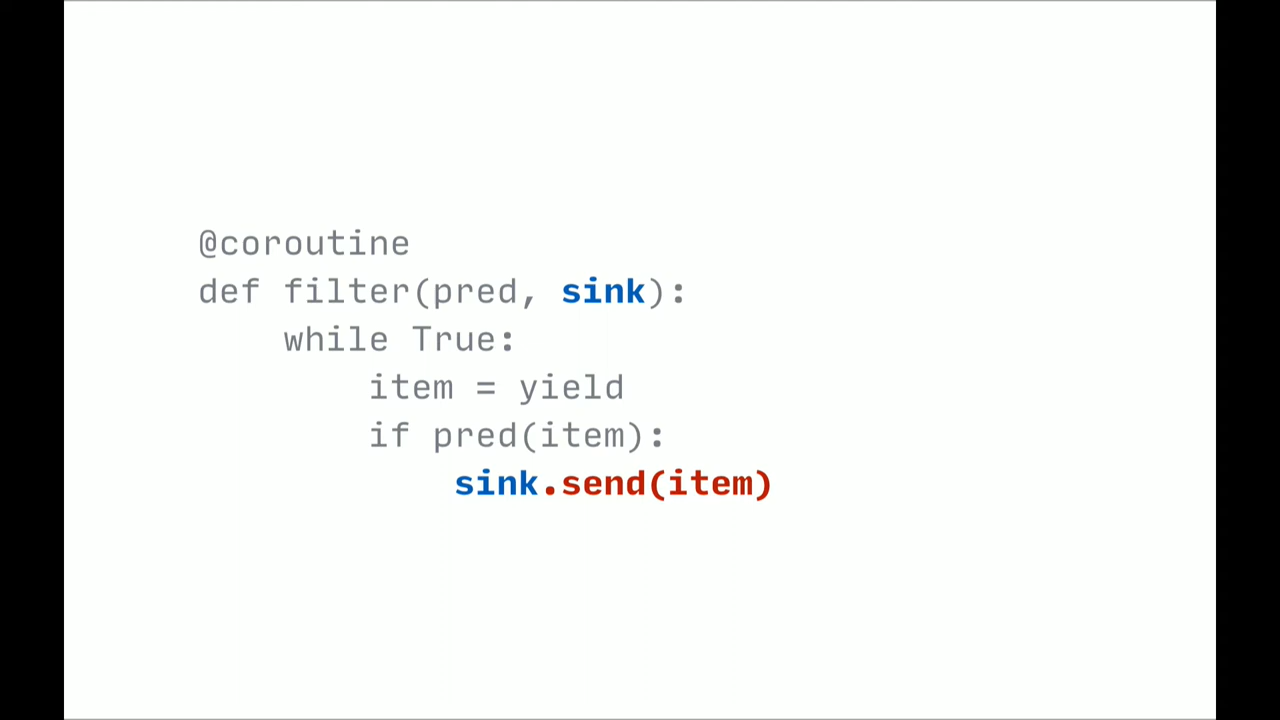 @coroutine
def filter(pred, sink):
    while True:
        item = yield
        if pred(item):
            sink.send(item)